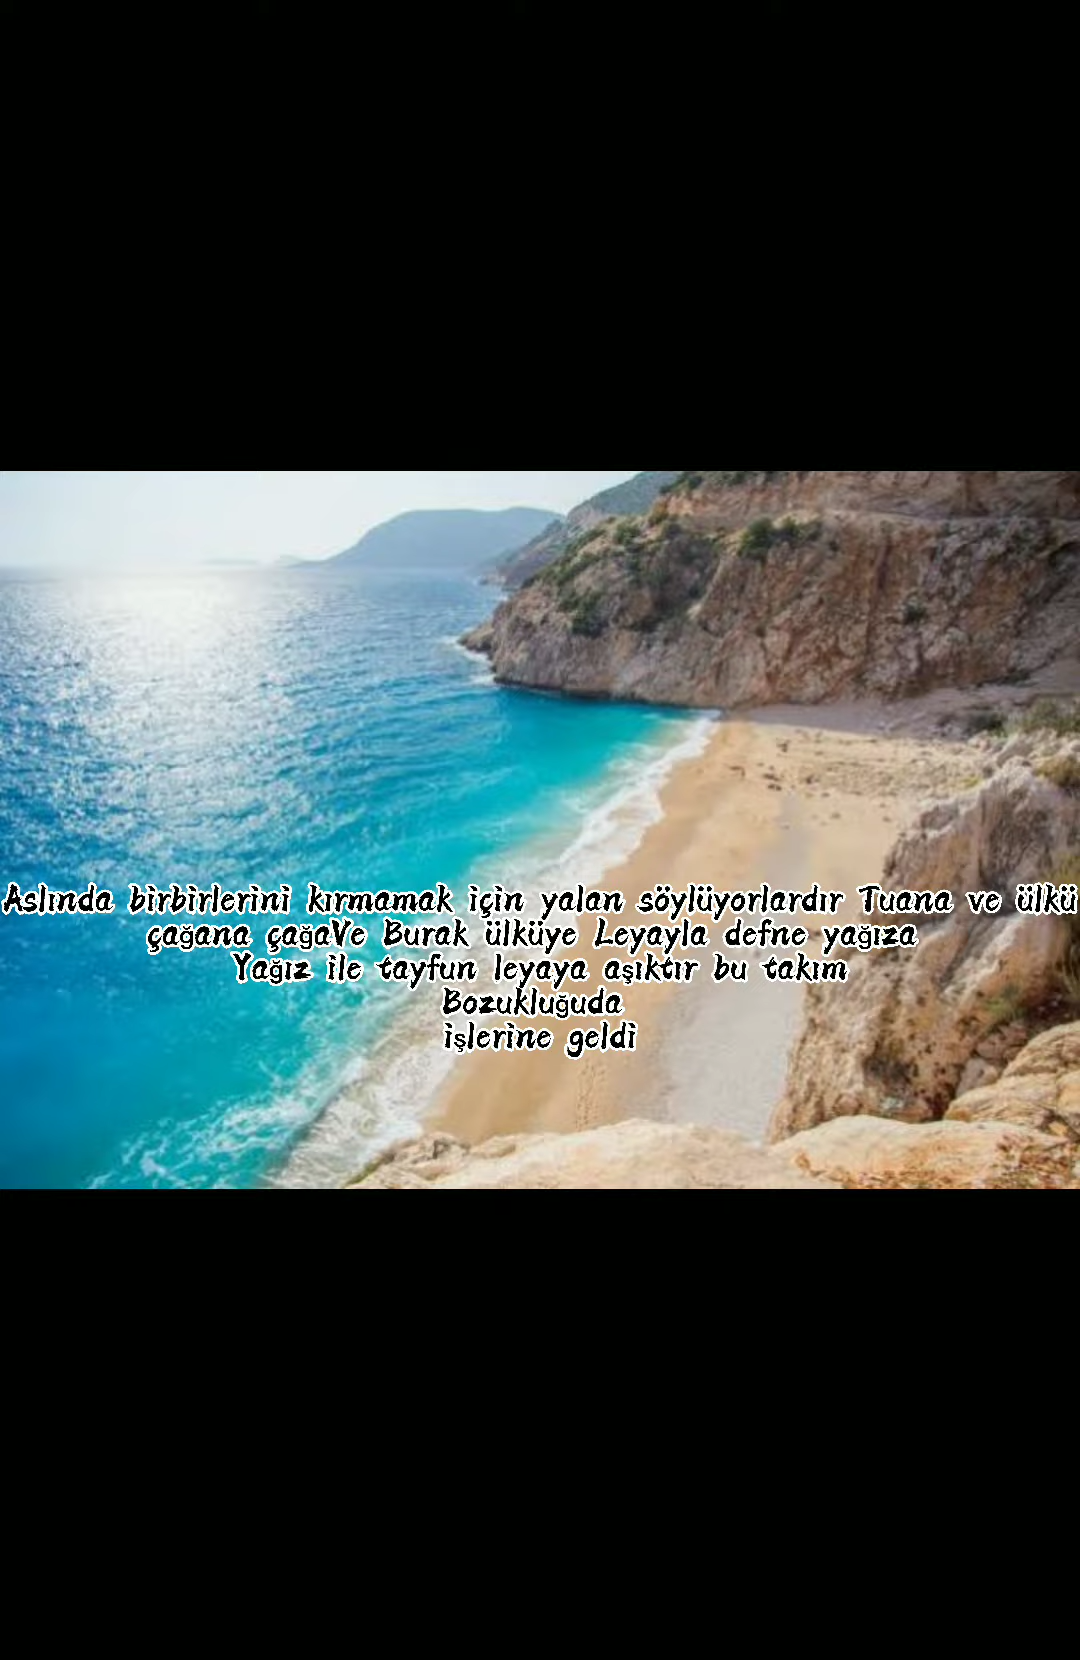 Aslında birbirlerini kırmamak için yalan söylüyorlardır Tuana ve ülkü
çağana çağaVe Burak ülküye Leyayla defne yağıza
Yağız ile tayfun leyaya aşıktır bu takım
Bozukluğuda
işlerine geldi